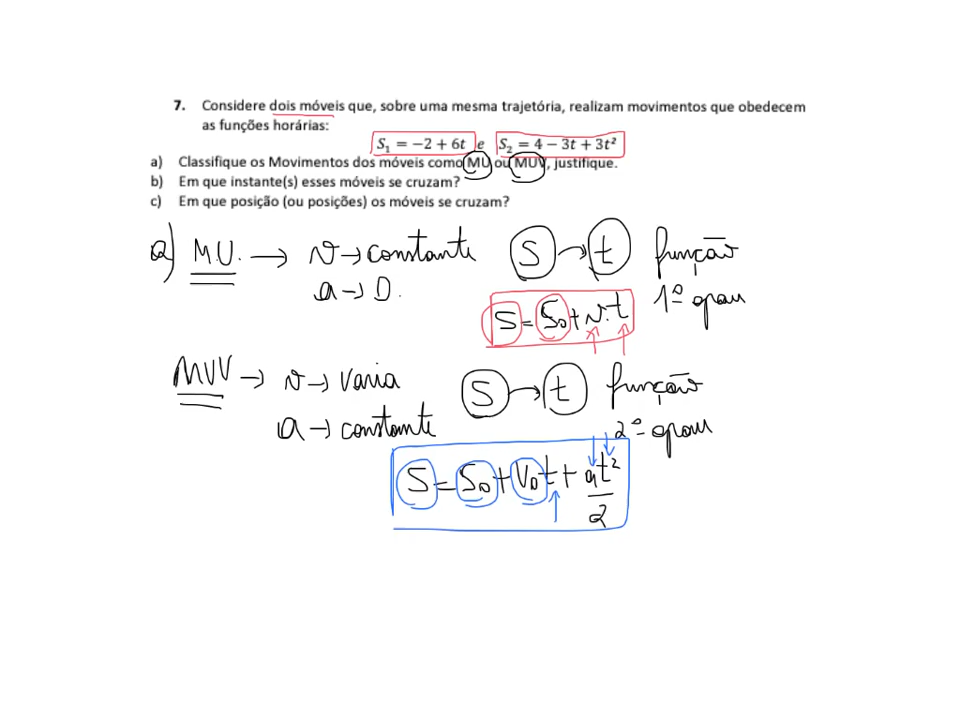 7. Considere dois móveis que, sobre uma mesma trajetória, realizam movimentos que obedecem
as funções horárias:
S₁ = −2 + 6t e S₂ = 4 − 3t + 3t²
a) Classifique os Movimentos dos móveis como MU ou MUV, justifique.
b) Em que instante(s) esses móveis se cruzam?
c) Em que posição (ou posições) os móveis se cruzam?
a) M.U. → v → constante S → t função
a → 0. 1º grau
S = S₀ + v.t
MUV → v → Varia S → t função
a → constante 2º grau
S = S₀ + V₀t + at²/2